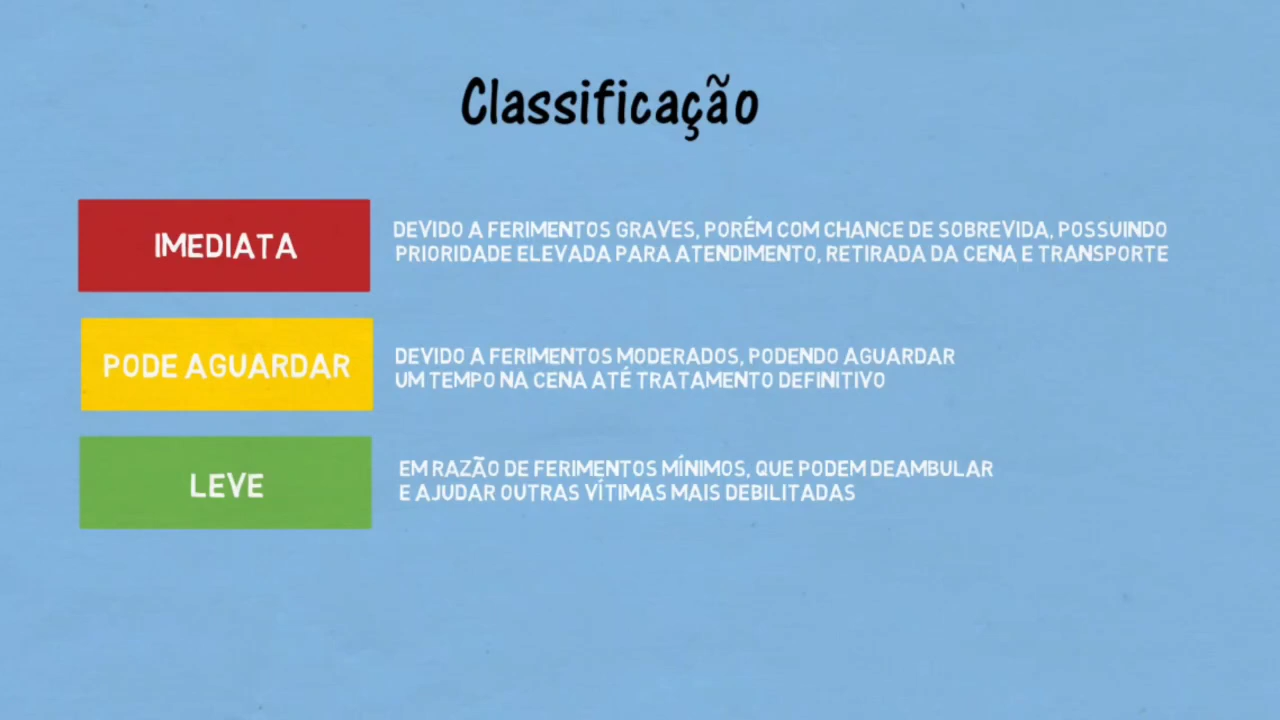 Classificação
IMEDIATA
DEVIDO A FERIMENTOS GRAVES, PORÉM COM CHANCE DE SOBREVIDA, POSSUINDO
PRIORIDADE ELEVADA PARA ATENDIMENTO, RETIRADA DA CENA E TRANSPORTE
PODE AGUARDAR
DEVIDO A FERIMENTOS MODERADOS, PODENDO AGUARDAR
UM TEMPO NA CENA ATÉ TRATAMENTO DEFINITIVO
LEVE
EM RAZÃO DE FERIMENTOS MÍNIMOS, QUE PODEM DEAMBULAR
E AJUDAR OUTRAS VÍTIMAS MAIS DEBILITADAS